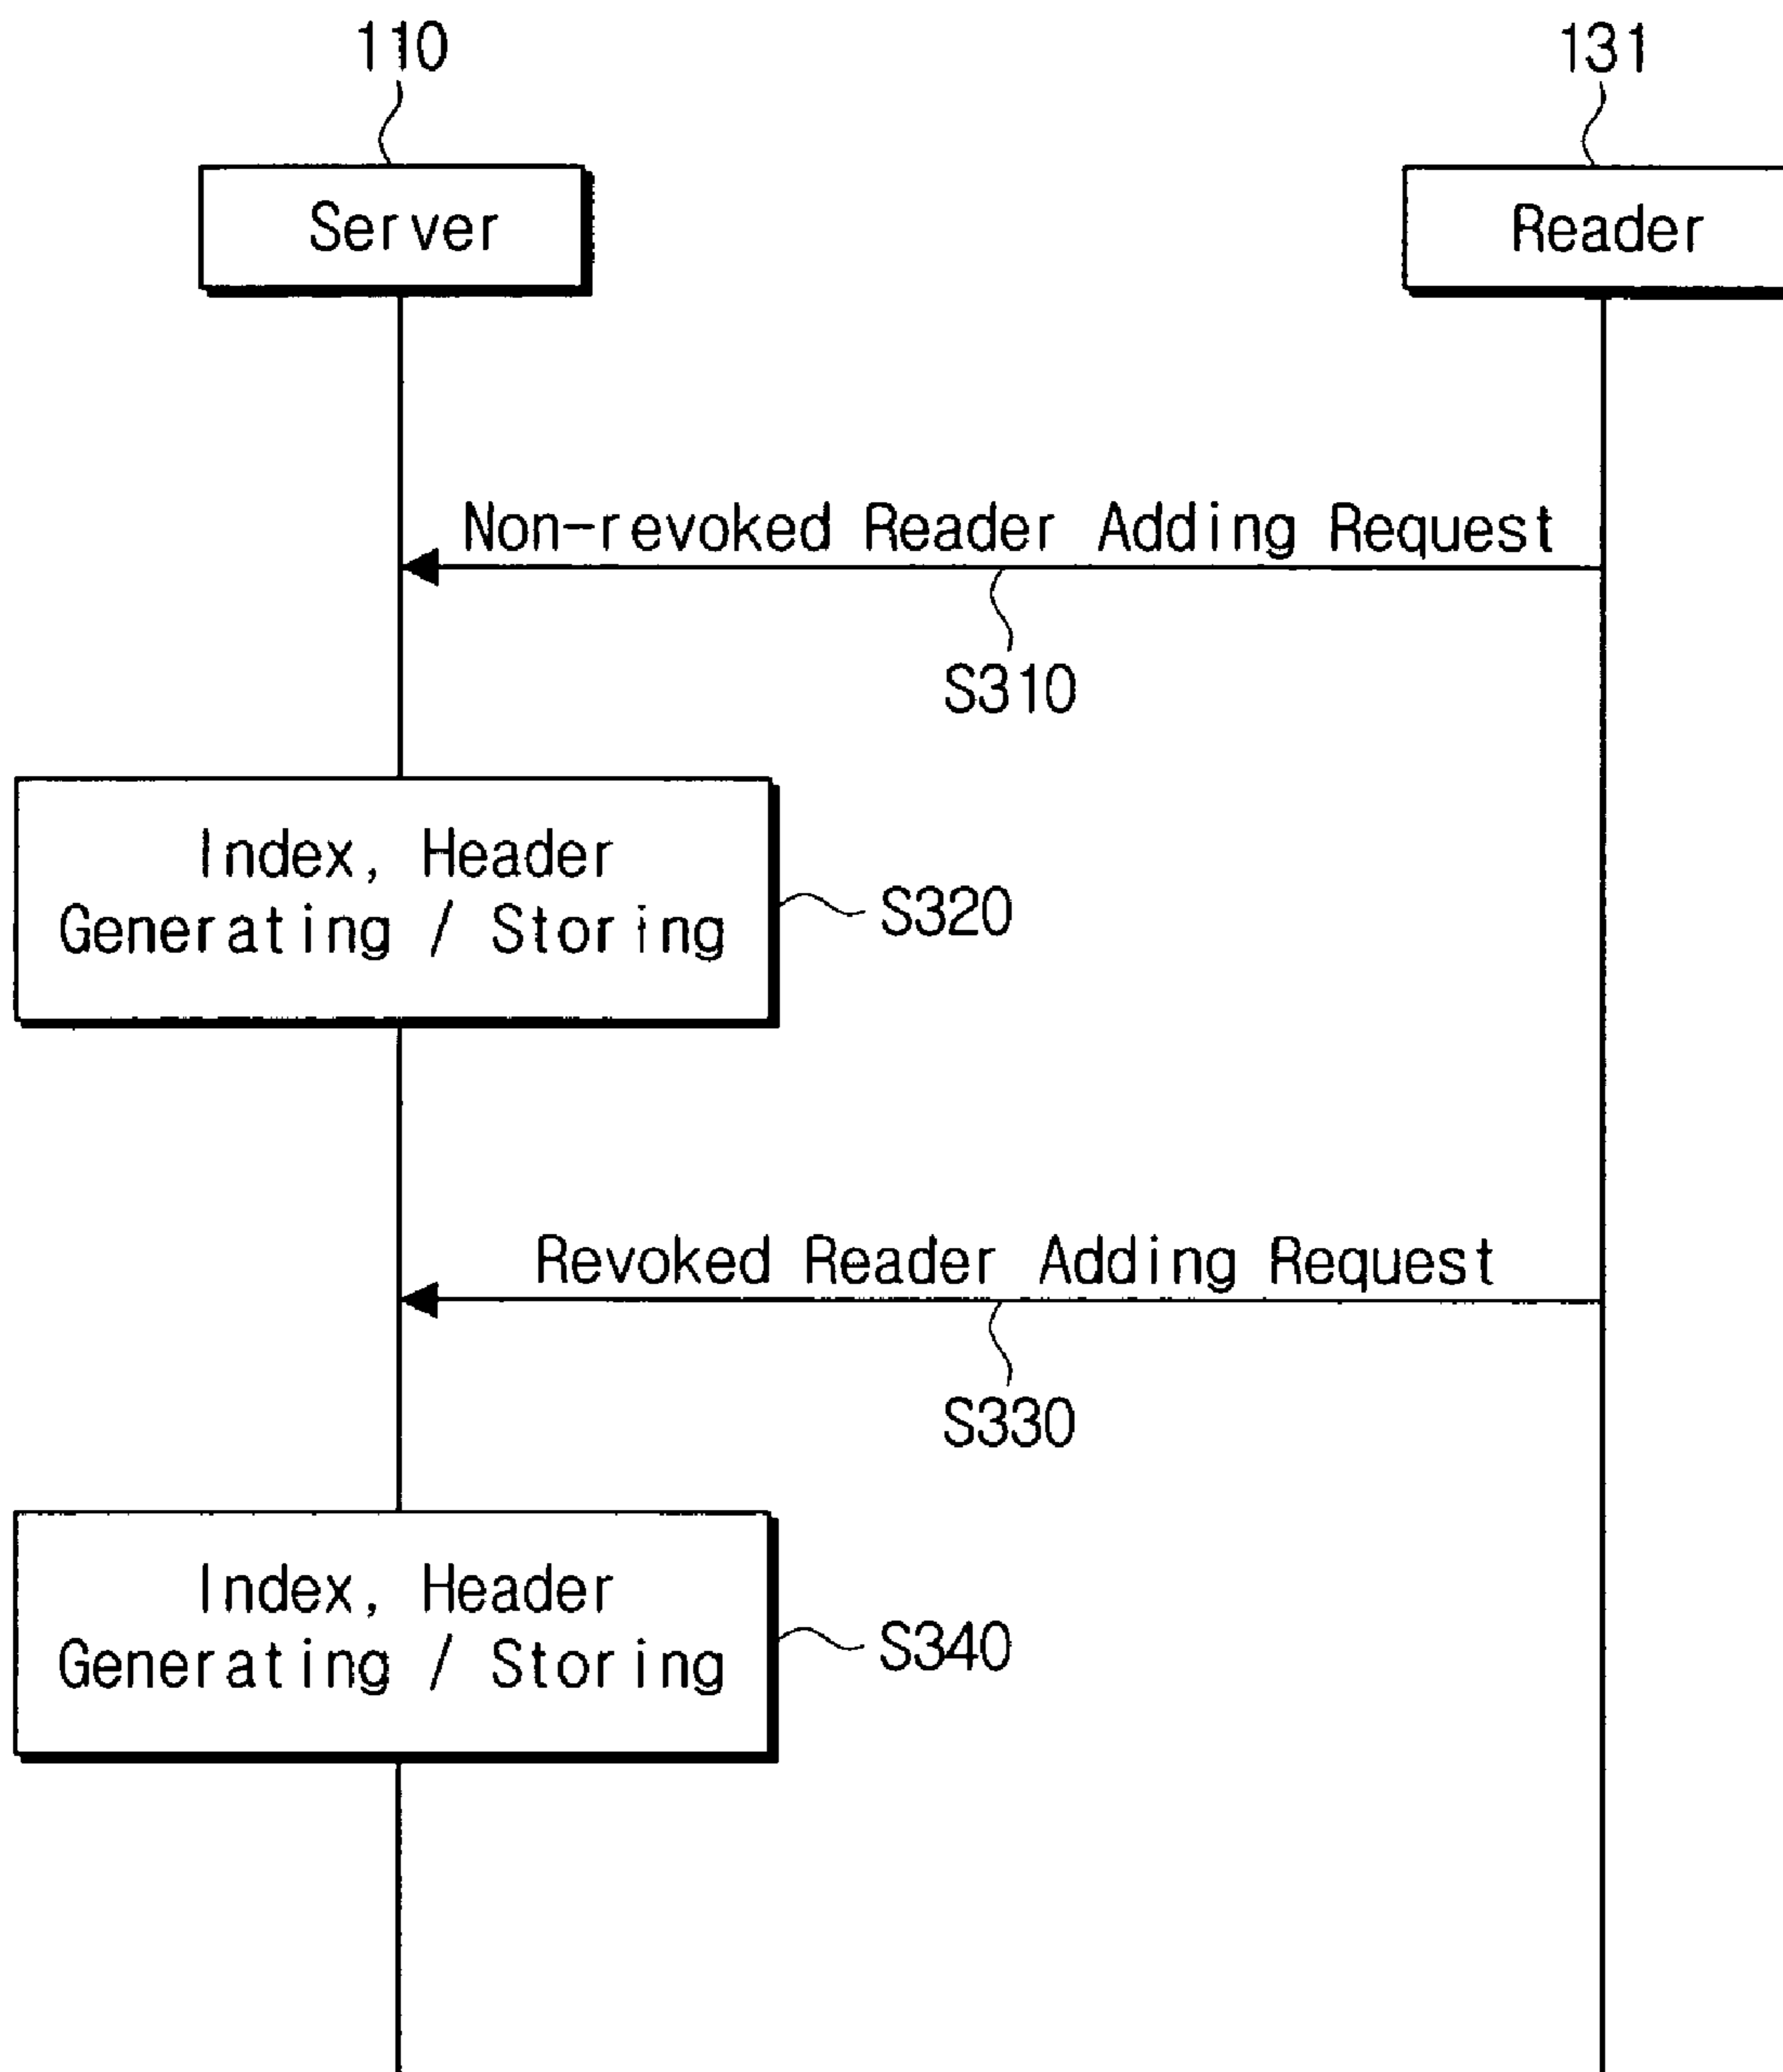 110
131
Server
Reader
Non-revoked Reader Adding Request
S310
Index, Header
Generating / Storing
S320
Revoked Reader Adding Request
S330
Index, Header
Generating / Storing
S340